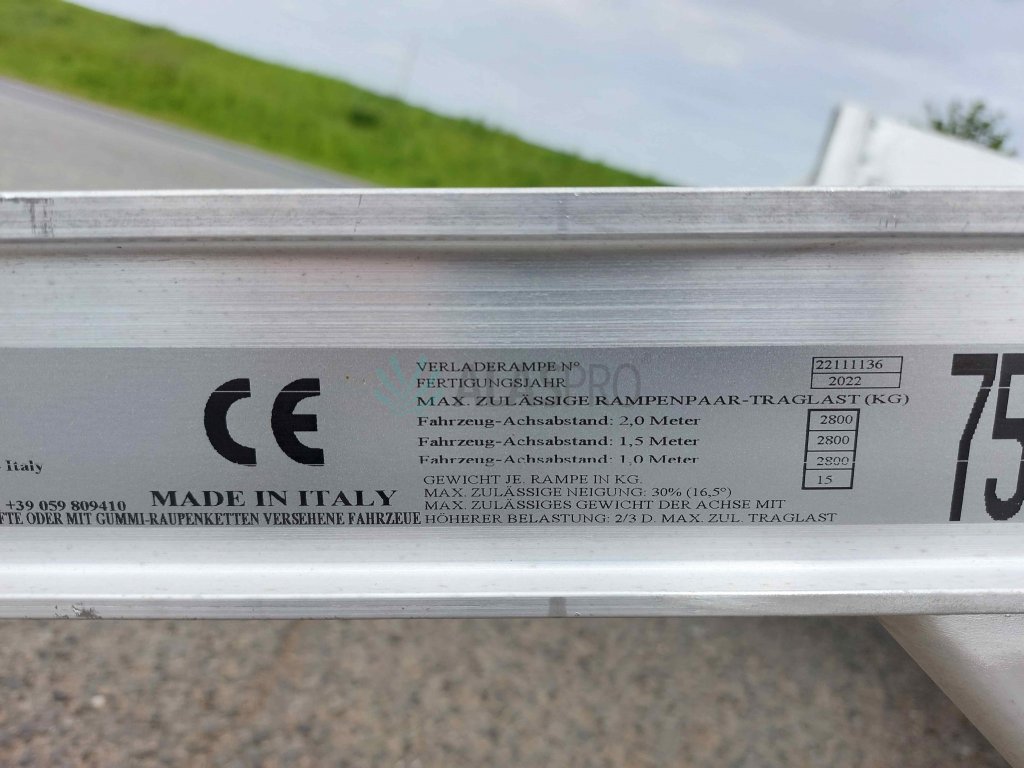 CE
- Italy
+39 059 809410
MADE IN ITALY
FTE ODER MIT GUMMI-RAUPENKETTEN VERSEHENE FAHRZEUGE
VERLADERAMPE N° 22111136
FERTIGUNGSJAHR 2022
MAX. ZULÄSSIGE RAMPENPAAR-TRAGLAST (KG)
Fahrzeug-Achsabstand: 2,0 Meter 2800
Fahrzeug-Achsabstand: 1,5 Meter 2800
Fahrzeug-Achsabstand: 1,0 Meter 2800
GEWICHT JE. RAMPE IN KG. 15
MAX. ZULÄSSIGE NEIGUNG: 30% (16,5°)
MAX. ZULÄSSIGES GEWICHT DER ACHSE MIT
HÖHERER BELASTUNG: 2/3 D. MAX. ZUL. TRAGLAST
75